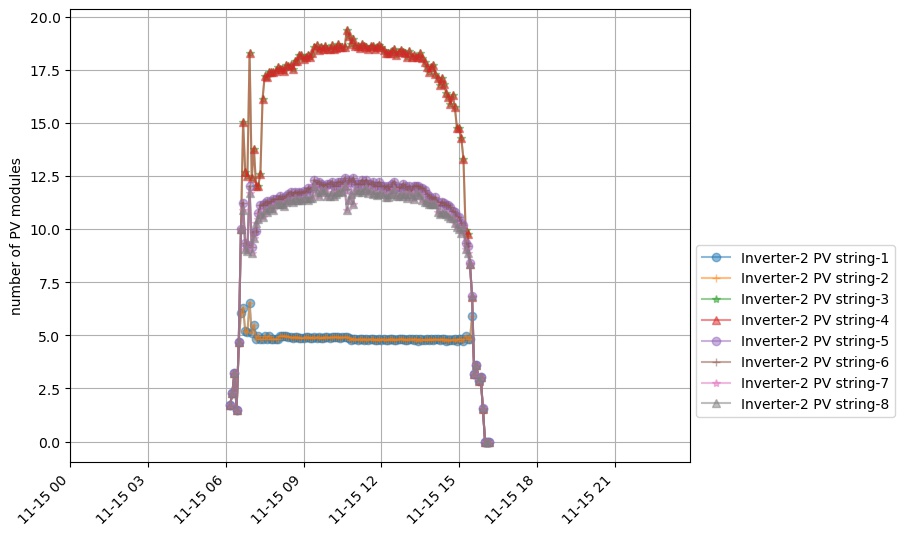 20.0
17.5
15.0
12.5
10.0
7.5
5.0
2.5
0.0
number of PV modules
11-15 00
11-15 03
11-15 06
11-15 09
11-15 12
11-15 15
11-15 18
11-15 21
Inverter-2 PV string-1
Inverter-2 PV string-2
Inverter-2 PV string-3
Inverter-2 PV string-4
Inverter-2 PV string-5
Inverter-2 PV string-6
Inverter-2 PV string-7
Inverter-2 PV string-8